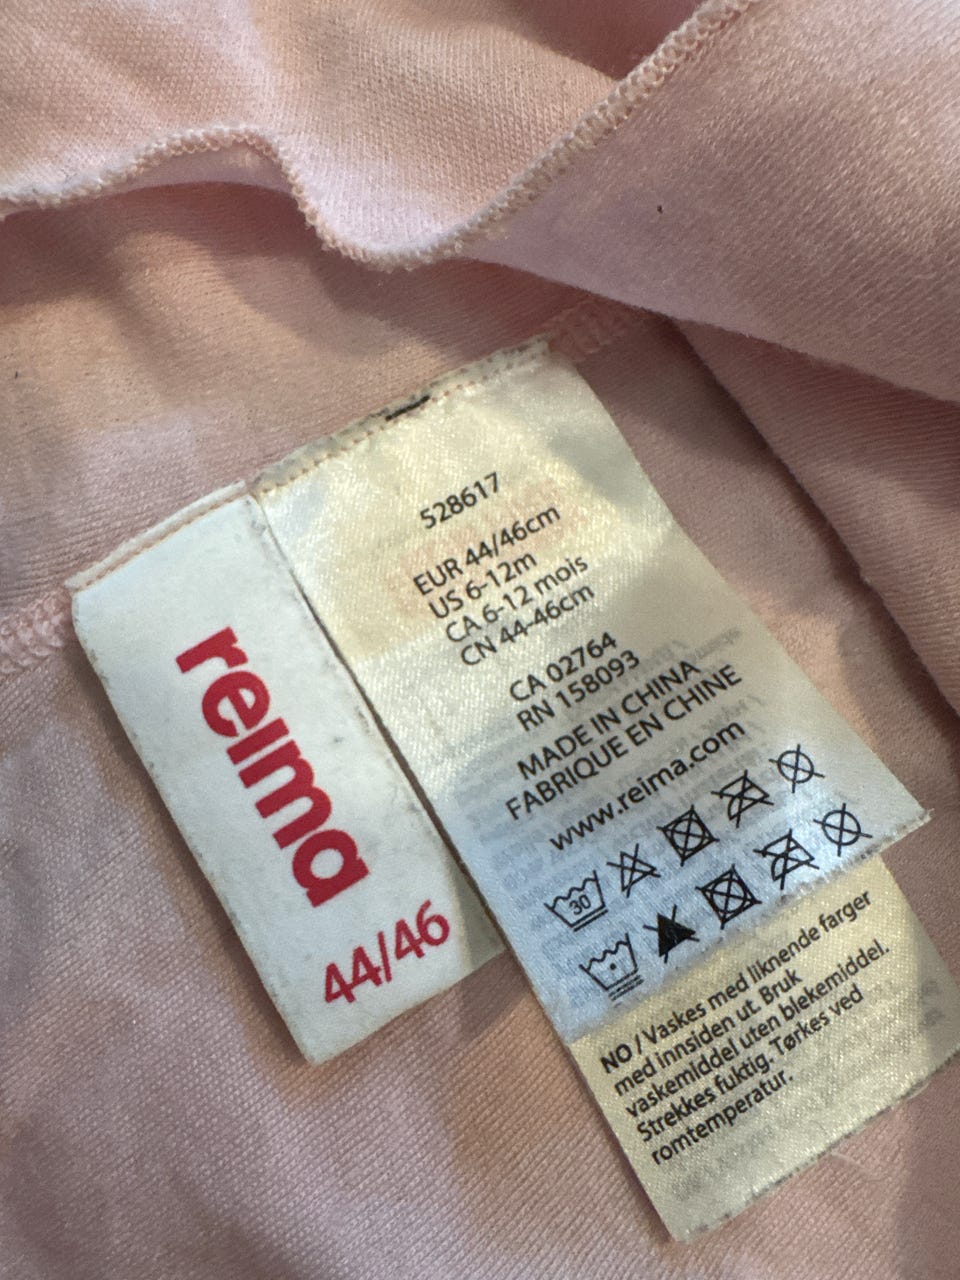 reima
44/46
528617
EUR 44/46cm
US 6-12m
CA 6-12 mois
CN 44-46cm
CA 02764
RN 158093
MADE IN CHINA
FABRIQUE EN CHINE
www.reima.com
30
NO / Vaskes med liknende farger
med innsiden ut. Bruk
vaskemiddel uten blekemiddel.
Strekkes fuktig. Tørkes ved
romtemperatur.